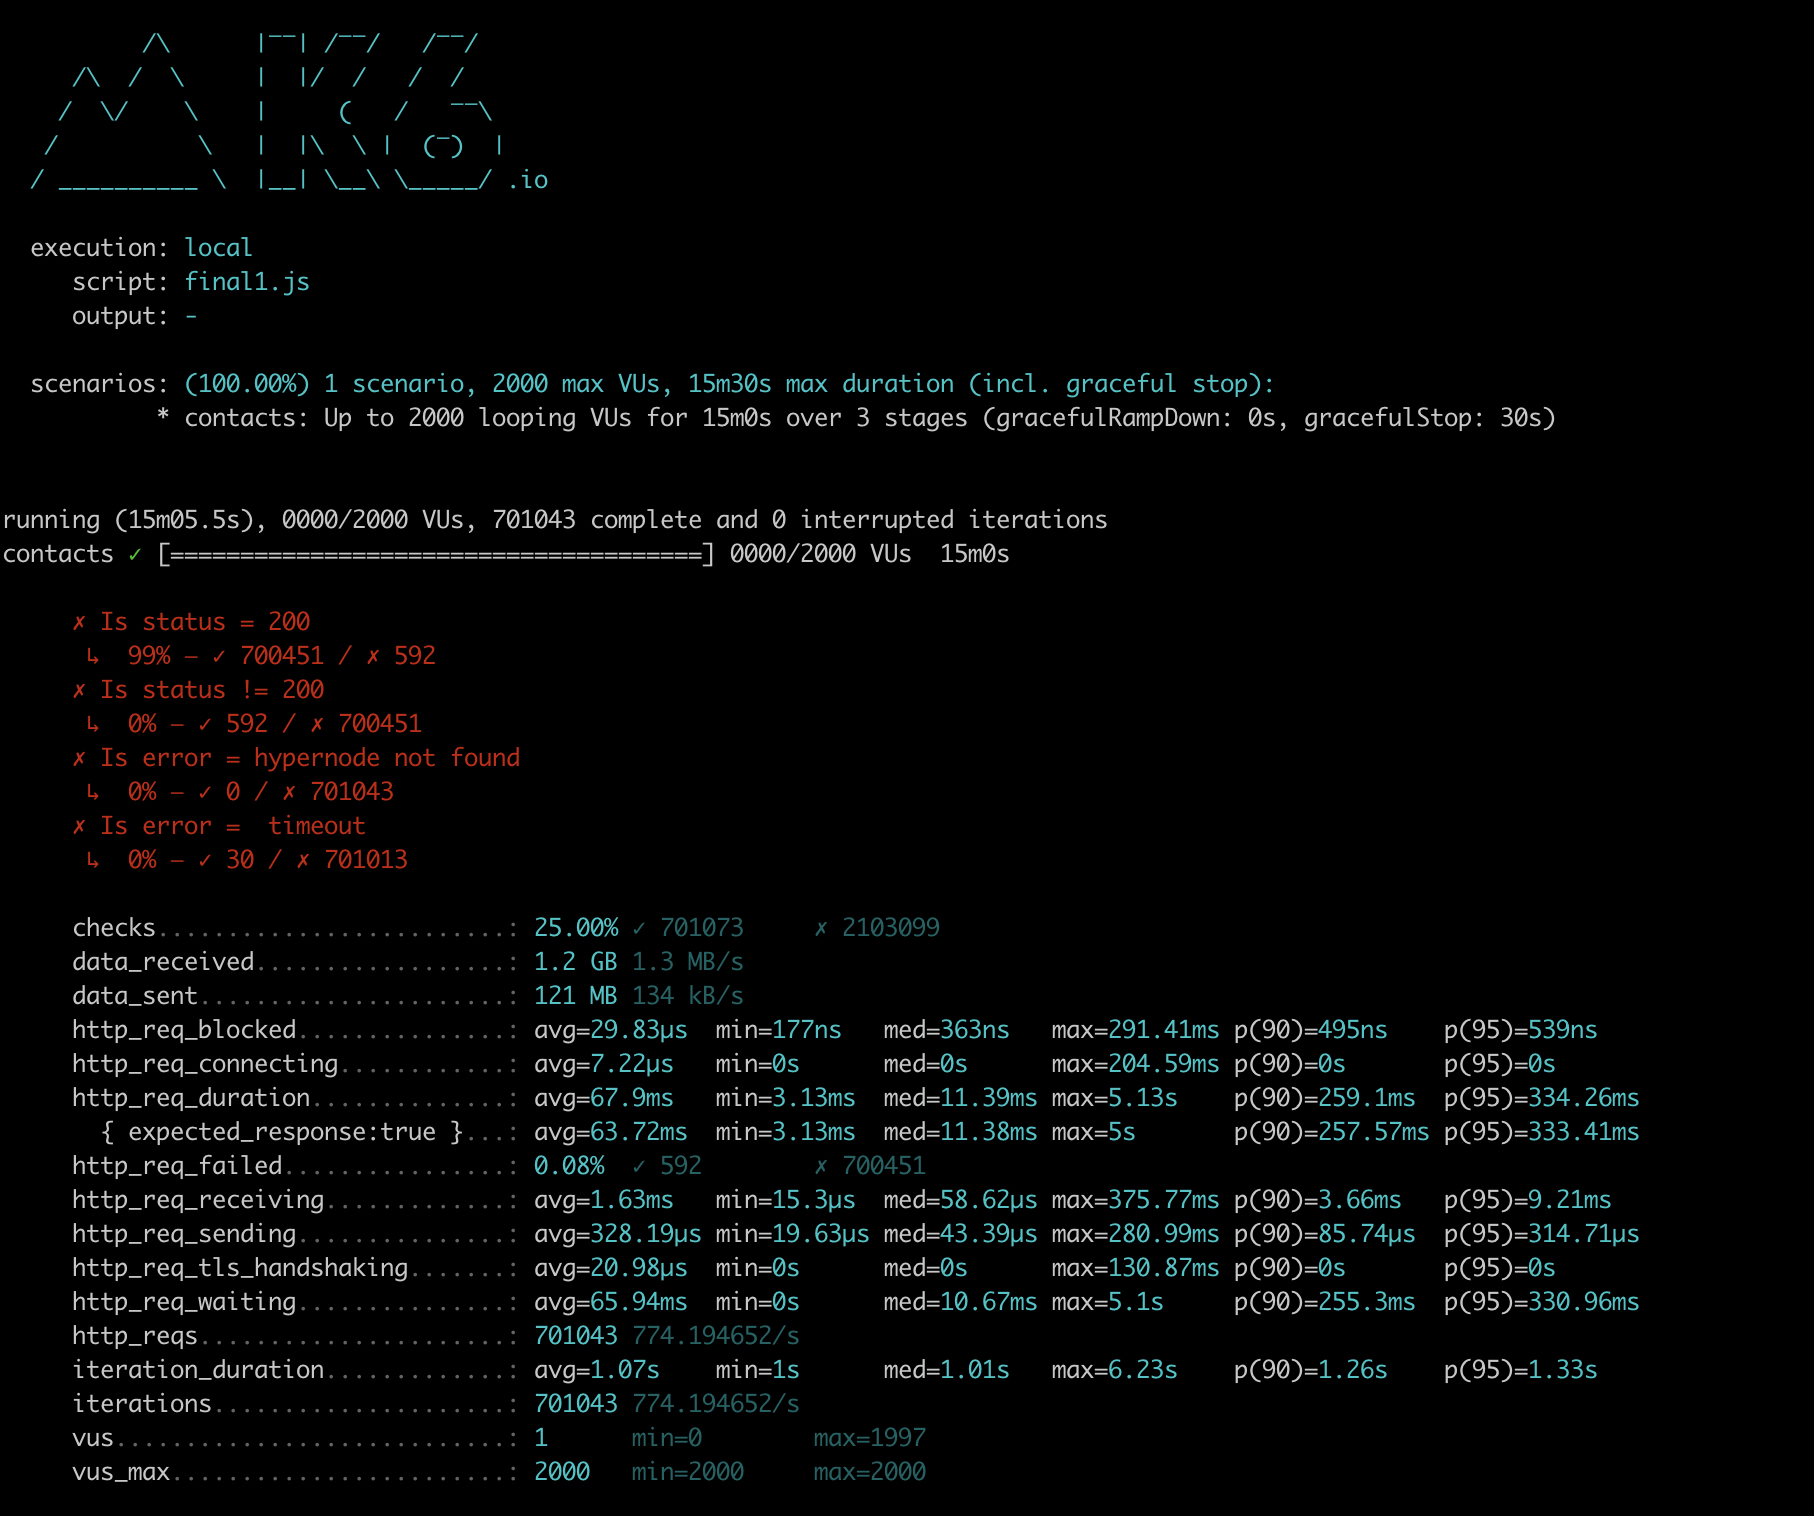 /\      |‾‾| /‾‾/   /‾‾/
     /\  /  \     |  |/  /   /  /
    /  \/    \    |     (   /   ‾‾\
   /          \   |  |\  \ |  (‾)  |
  / __________ \  |__| \__\ \_____/ .io
execution: local
script: final1.js
output: -
scenarios: (100.00%) 1 scenario, 2000 max VUs, 15m30s max duration (incl. graceful stop):
* contacts: Up to 2000 looping VUs for 15m0s over 3 stages (gracefulRampDown: 0s, gracefulStop: 30s)
running (15m05.5s), 0000/2000 VUs, 701043 complete and 0 interrupted iterations
contacts ✓ [======================================] 0000/2000 VUs  15m0s
✗ Is status = 200
↳  99% — ✓ 700451 / ✗ 592
✗ Is status != 200
↳  0% — ✓ 592 / ✗ 700451
✗ Is error = hypernode not found
↳  0% — ✓ 0 / ✗ 701043
✗ Is error =  timeout
↳  0% — ✓ 30 / ✗ 701013
checks.........................: 25.00% ✓ 701073     ✗ 2103099
data_received..................: 1.2 GB 1.3 MB/s
data_sent......................: 121 MB 134 kB/s
http_req_blocked...............: avg=29.83µs  min=177ns   med=363ns   max=291.41ms p(90)=495ns    p(95)=539ns
http_req_connecting............: avg=7.22µs   min=0s      med=0s      max=204.59ms p(90)=0s       p(95)=0s
http_req_duration..............: avg=67.9ms   min=3.13ms  med=11.39ms max=5.13s    p(90)=259.1ms  p(95)=334.26ms
{ expected_response:true }...: avg=63.72ms  min=3.13ms  med=11.38ms max=5s       p(90)=257.57ms p(95)=333.41ms
http_req_failed................: 0.08%  ✓ 592        ✗ 700451
http_req_receiving.............: avg=1.63ms   min=15.3µs  med=58.62µs max=375.77ms p(90)=3.66ms   p(95)=9.21ms
http_req_sending...............: avg=328.19µs min=19.63µs med=43.39µs max=280.99ms p(90)=85.74µs  p(95)=314.71µs
http_req_tls_handshaking.......: avg=20.98µs  min=0s      med=0s      max=130.87ms p(90)=0s       p(95)=0s
http_req_waiting...............: avg=65.94ms  min=0s      med=10.67ms max=5.1s     p(90)=255.3ms  p(95)=330.96ms
http_reqs......................: 701043 774.194652/s
iteration_duration.............: avg=1.07s    min=1s      med=1.01s   max=6.23s    p(90)=1.26s    p(95)=1.33s
iterations.....................: 701043 774.194652/s
vus............................: 1      min=0        max=1997
vus_max........................: 2000   min=2000     max=2000